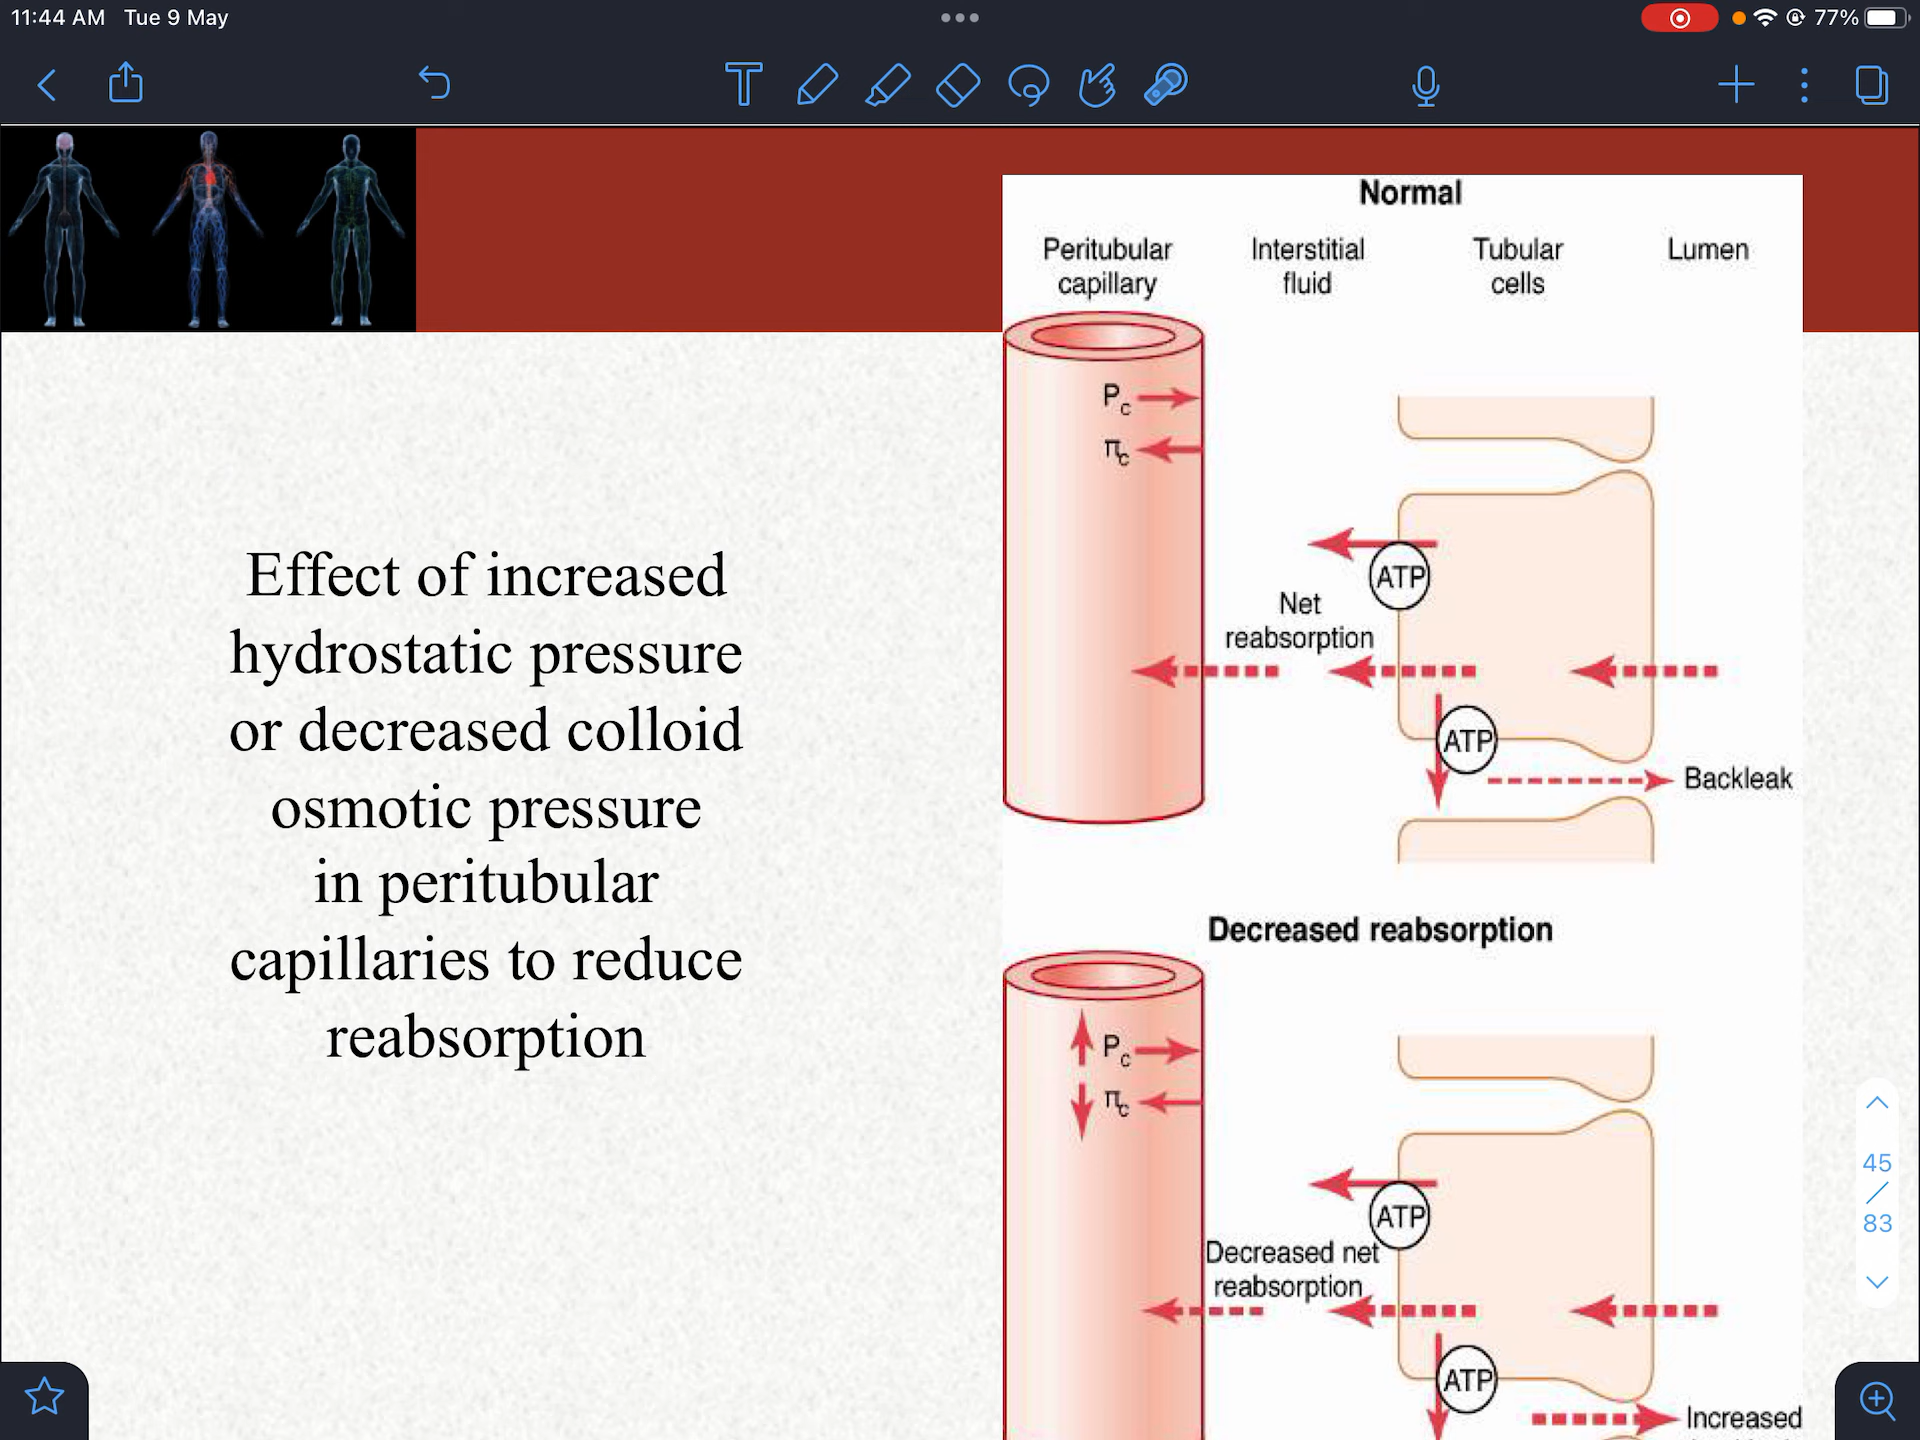 11:44 AM Tue 9 May
77%
Normal
Peritubular capillary
Interstitial fluid
Tubular cells
Lumen
Pc
πc
ATP
Net reabsorption
ATP
Backleak
Effect of increased
hydrostatic pressure
or decreased colloid
osmotic pressure
in peritubular
capillaries to reduce
reabsorption
Decreased reabsorption
Pc
πc
ATP
Decreased net reabsorption
ATP
Increased
45
/
83